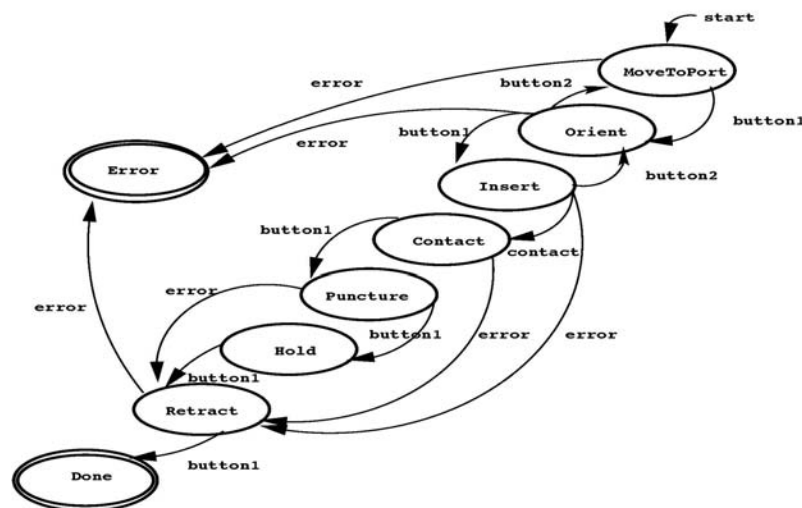 start
MoveToPort
error
button2
button1
Orient
button1
error
Error
Insert
button2
button1
Contact
contact
error
Puncture
error
button1
error
error
Hold
button1
Retract
button1
Done